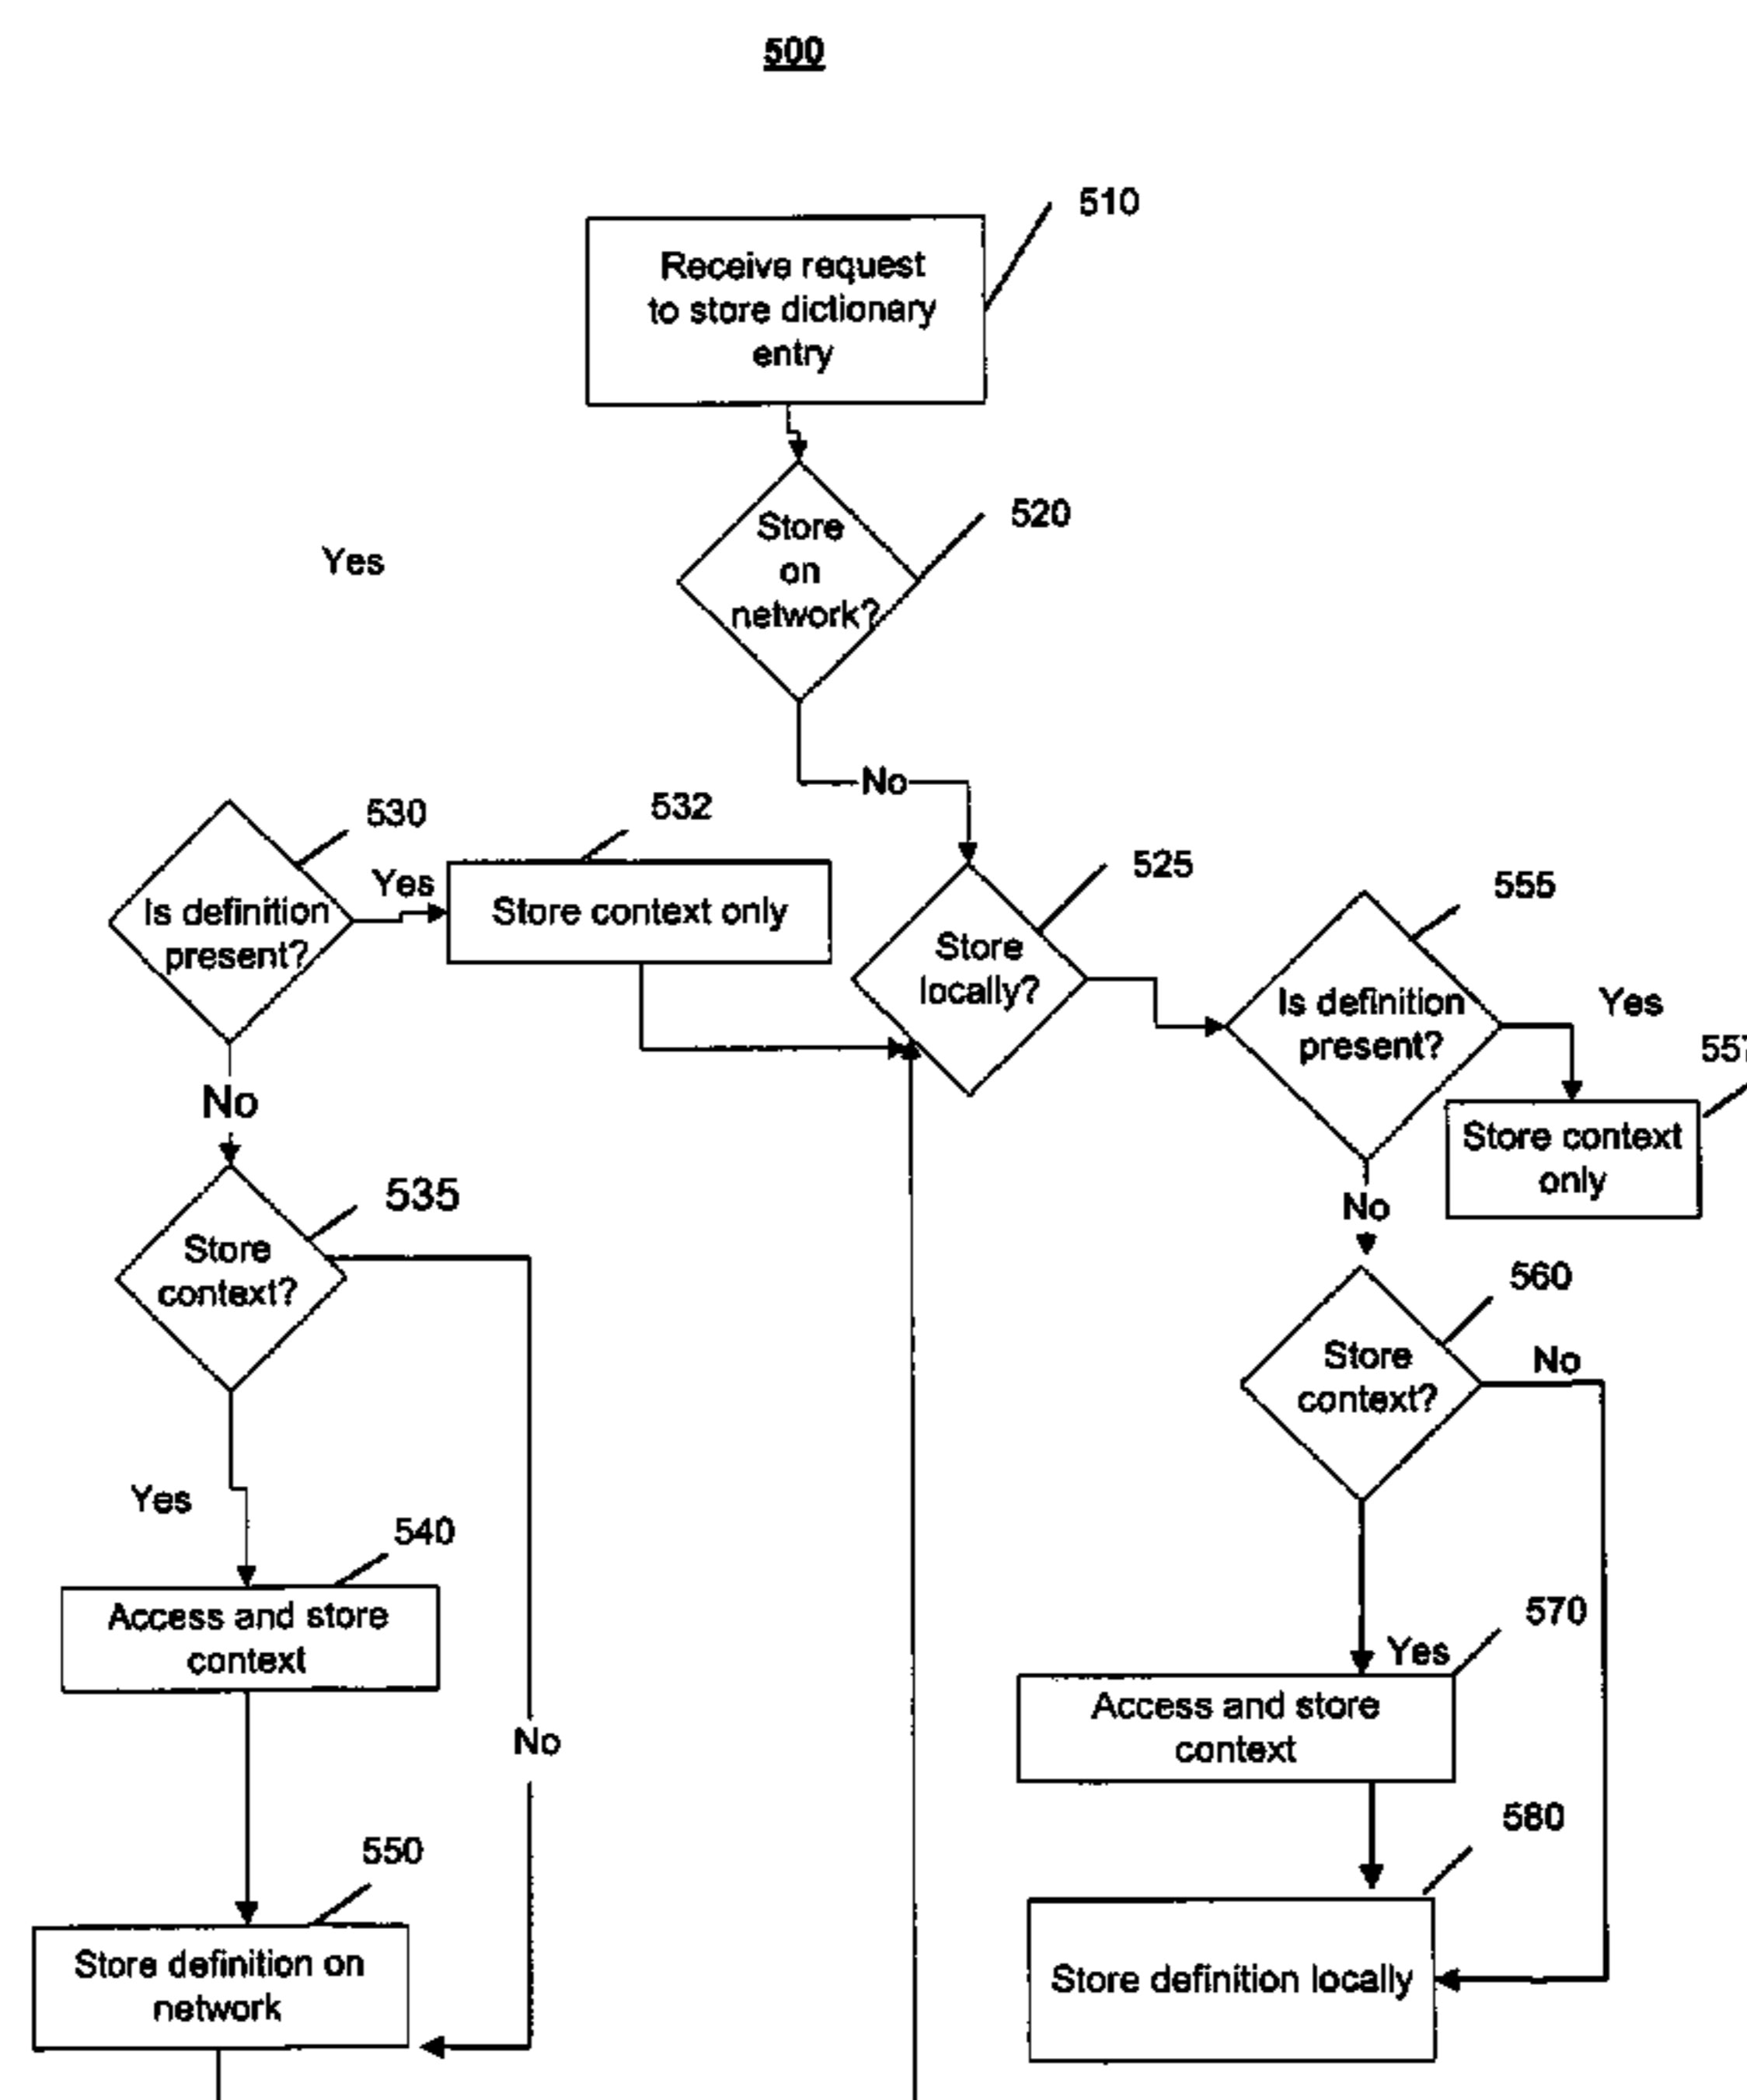 500
510
Receive request
to store dictionary
entry
520
Store
on
network?
Yes
No
530
532
Is definition
present?
Yes
Store context only
525
Store
locally?
555
Is definition
present?
Yes
557
Store context
only
No
No
535
Store
context?
560
Store
context?
No
Yes
540
Access and store
context
570
Yes
Access and store
context
No
550
Store definition on
network
580
Store definition locally